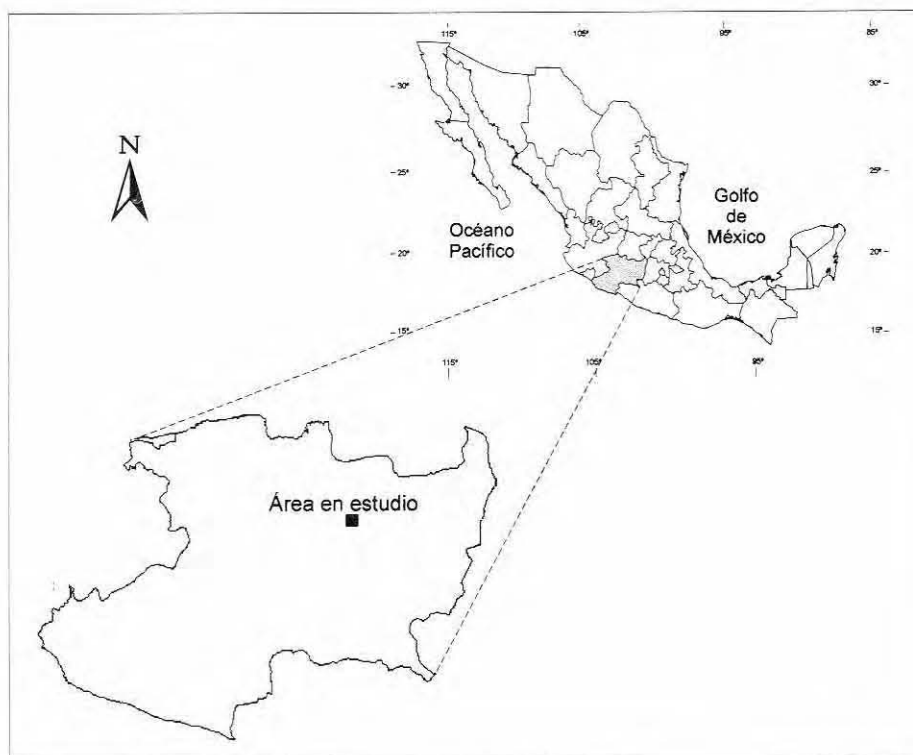 115° 105° 95° 85°
30° 30°
N
25° 25°
Golfo
de
México
Océano
Pacífico
20° 20°
15° 15°
115° 105° 95°
Área en estudio